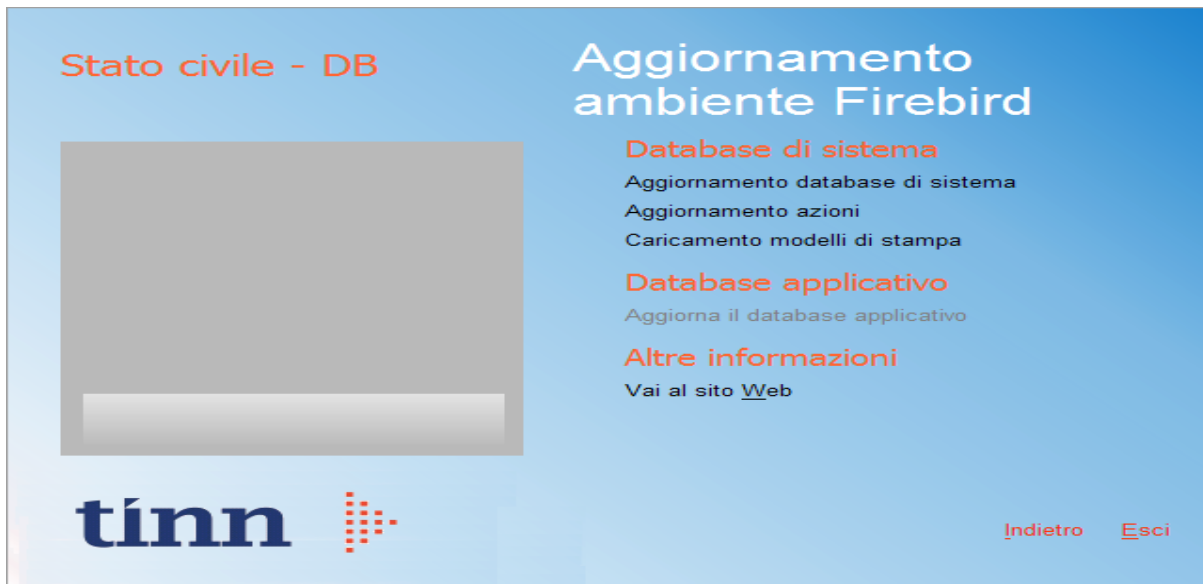 Stato civile - DB
Aggiornamento
ambiente Firebird
Database di sistema
Aggiornamento database di sistema
Aggiornamento azioni
Caricamento modelli di stampa
Database applicativo
Aggiorna il database applicativo
Altre informazioni
Vai al sito Web
tinn
Indietro Esci